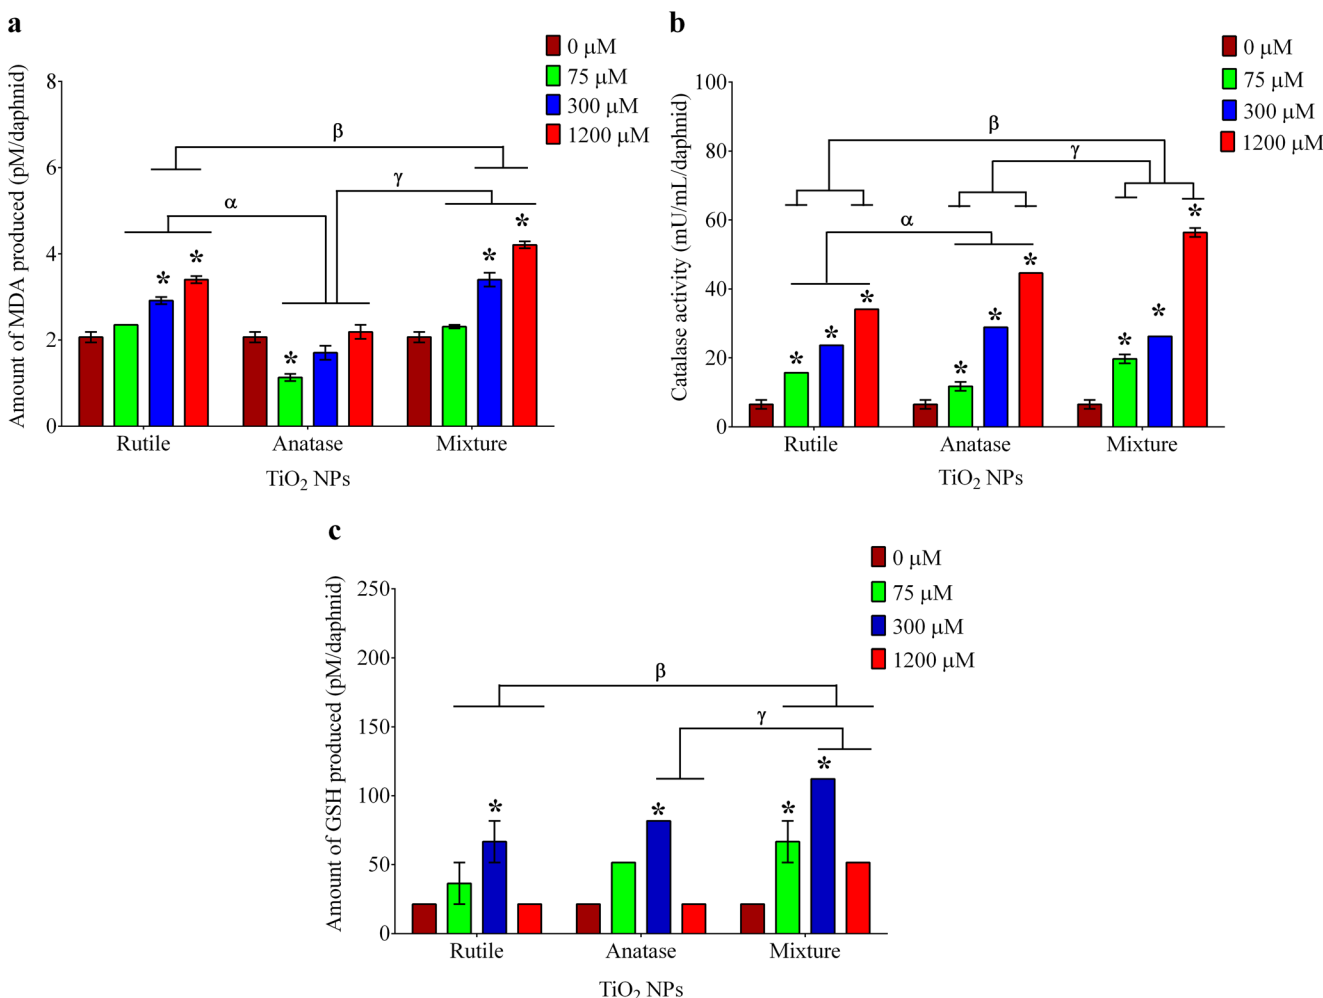 a
0 μM
75 μM
300 μM
1200 μM
Amount of MDA produced (pM/daphnid)
8
6
4
2
0
β
γ
α
*
*
*
*
*
Rutile
Anatase
Mixture
TiO2 NPs
b
0 μM
75 μM
300 μM
1200 μM
Catalase activity (mU/mL/daphnid)
100
80
60
40
20
0
β
γ
α
*
*
*
*
*
*
*
*
Rutile
Anatase
Mixture
TiO2 NPs
c
0 μM
75 μM
300 μM
1200 μM
Amount of GSH produced (pM/daphnid)
250
200
150
100
50
0
β
γ
*
*
*
*
Rutile
Anatase
Mixture
TiO2 NPs